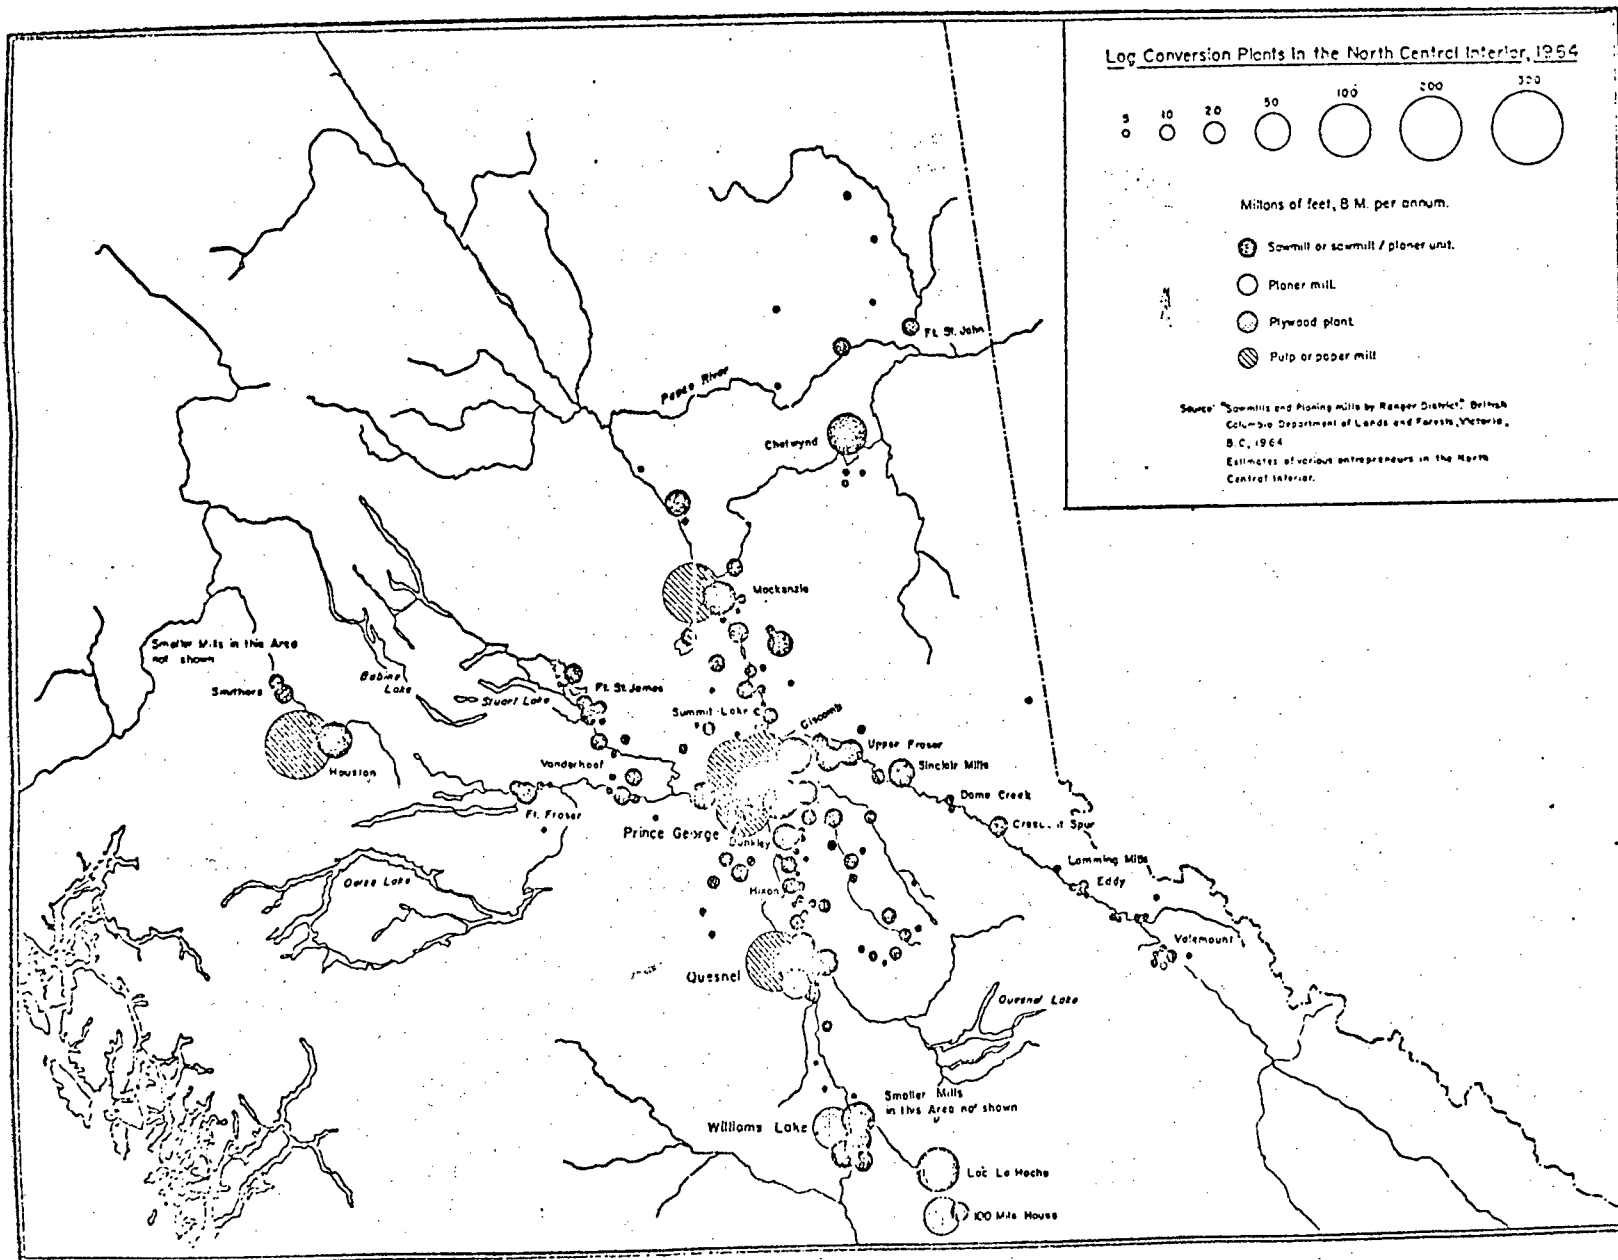 Log Conversion Plants in the North Central Interior, 1964
5 10 20 50 100 200 300
Millons of feet, B M. per annum.
Sawmill or sawmill / planer unit.
Planer mill.
Plywood plant
Pulp or paper mill
Source: "Sawmills and Planing mills by Ranger District." British
Columbia Department of Lands and Forests, Victoria,
B.C, 1964
Estimates of various entrepreneurs in the North
Central Interior.
Ft. St. John
Peace River
Chetwynd
Mackenzie
Smaller Mills in this Area
not shown
Smithers
Babine
Lake
Stuart Lake
Ft. St. James
Summit Lake
Giscomb
Upper Fraser
Sinclair Mills
Houston
Vanderhoof
Dome Creek
Ft. Fraser
Prince George
Dunkley
Crescent Spur
Lamming Mills
Eddy
Ootsa Lake
Hixon
Valemount
Quesnel
Quesnel Lake
Smaller Mills
in this Area not shown
Williams Lake
Lac La Hache
100 Mile House